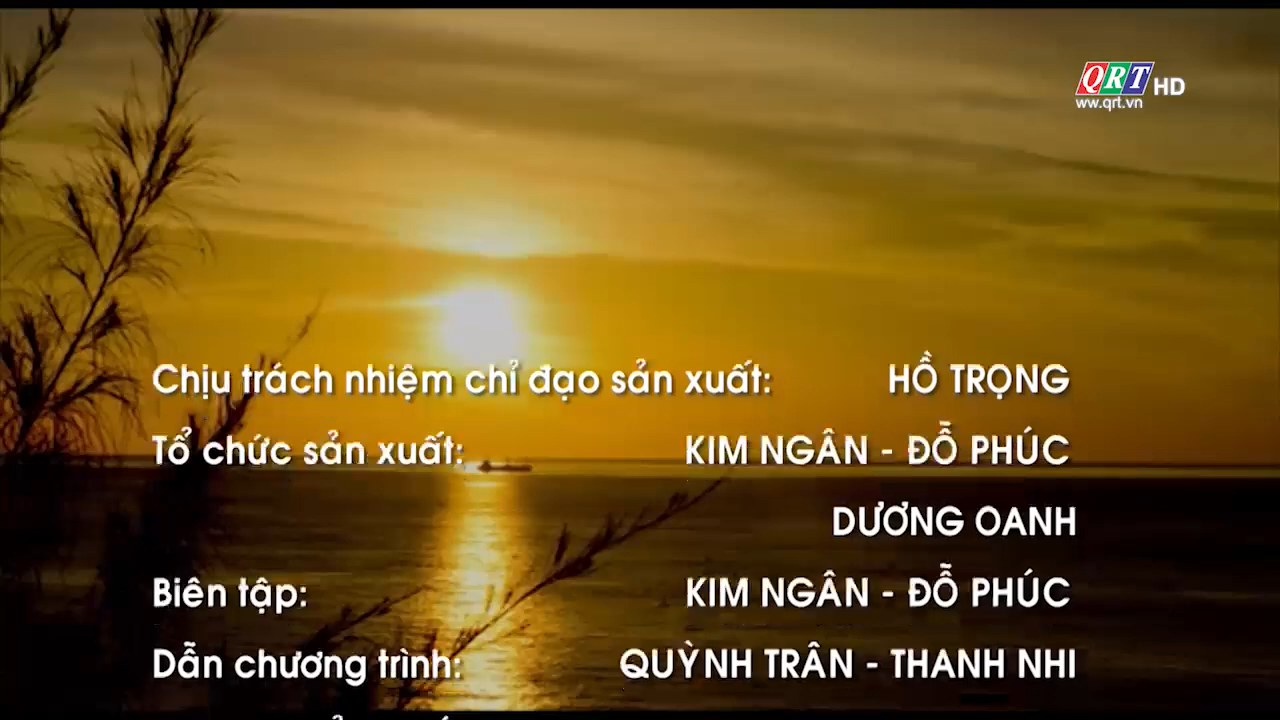 QRT HD
ww.qrt.vn
Chịu trách nhiệm chỉ đạo sản xuất: HỒ TRỌNG
Tổ chức sản xuất: KIM NGÂN - ĐỖ PHÚC
DƯƠNG OANH
Biên tập: KIM NGÂN - ĐỖ PHÚC
Dẫn chương trình: QUỲNH TRÂN - THANH NHI